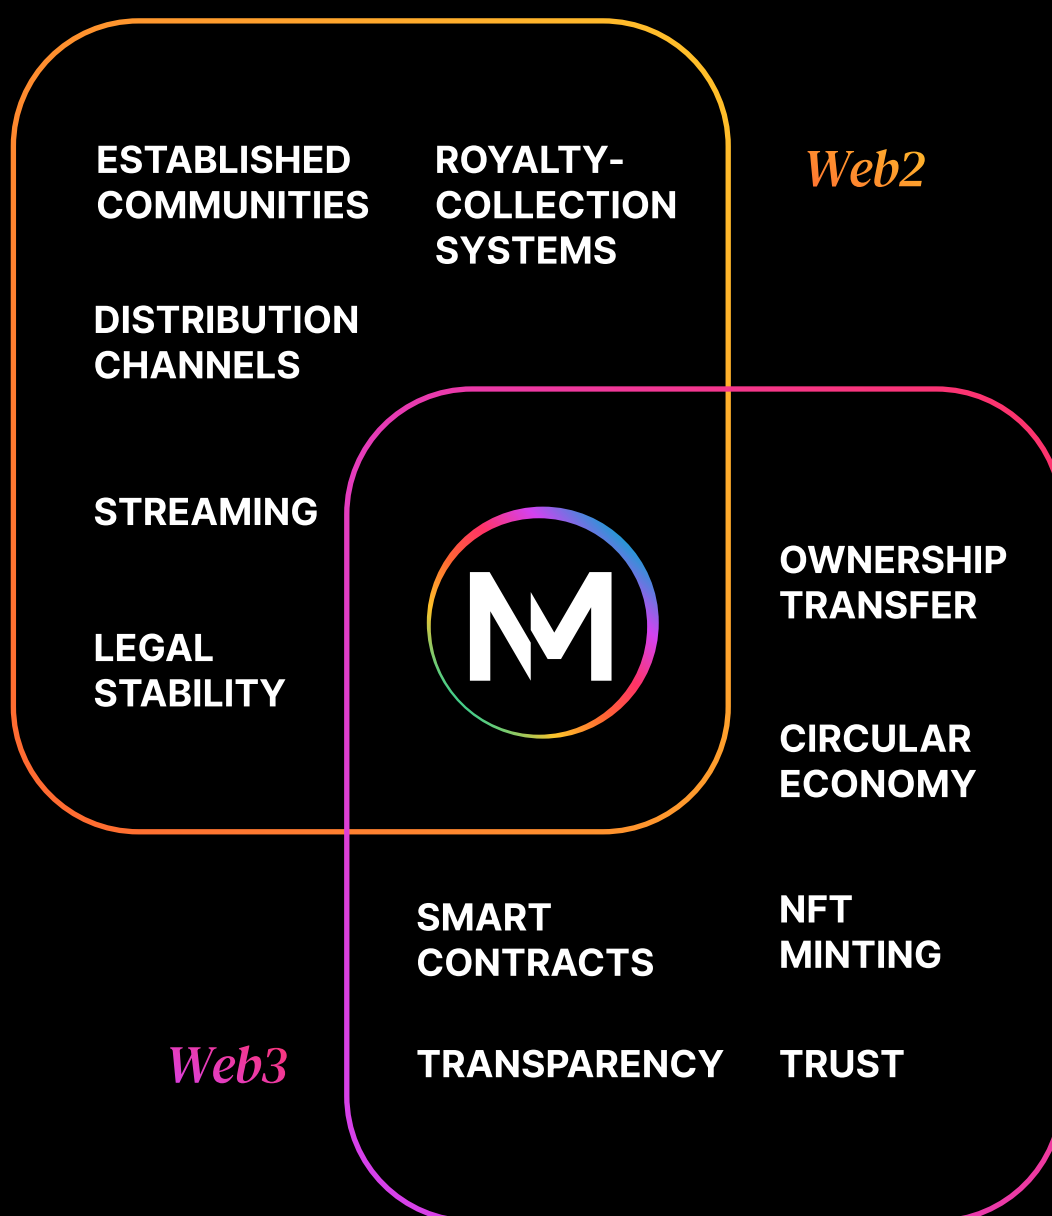 ESTABLISHED
COMMUNITIES
ROYALTY-
COLLECTION
SYSTEMS
Web2
DISTRIBUTION
CHANNELS
STREAMING
LEGAL
STABILITY
M
OWNERSHIP
TRANSFER
CIRCULAR
ECONOMY
SMART
CONTRACTS
NFT
MINTING
Web3
TRANSPARENCY
TRUST